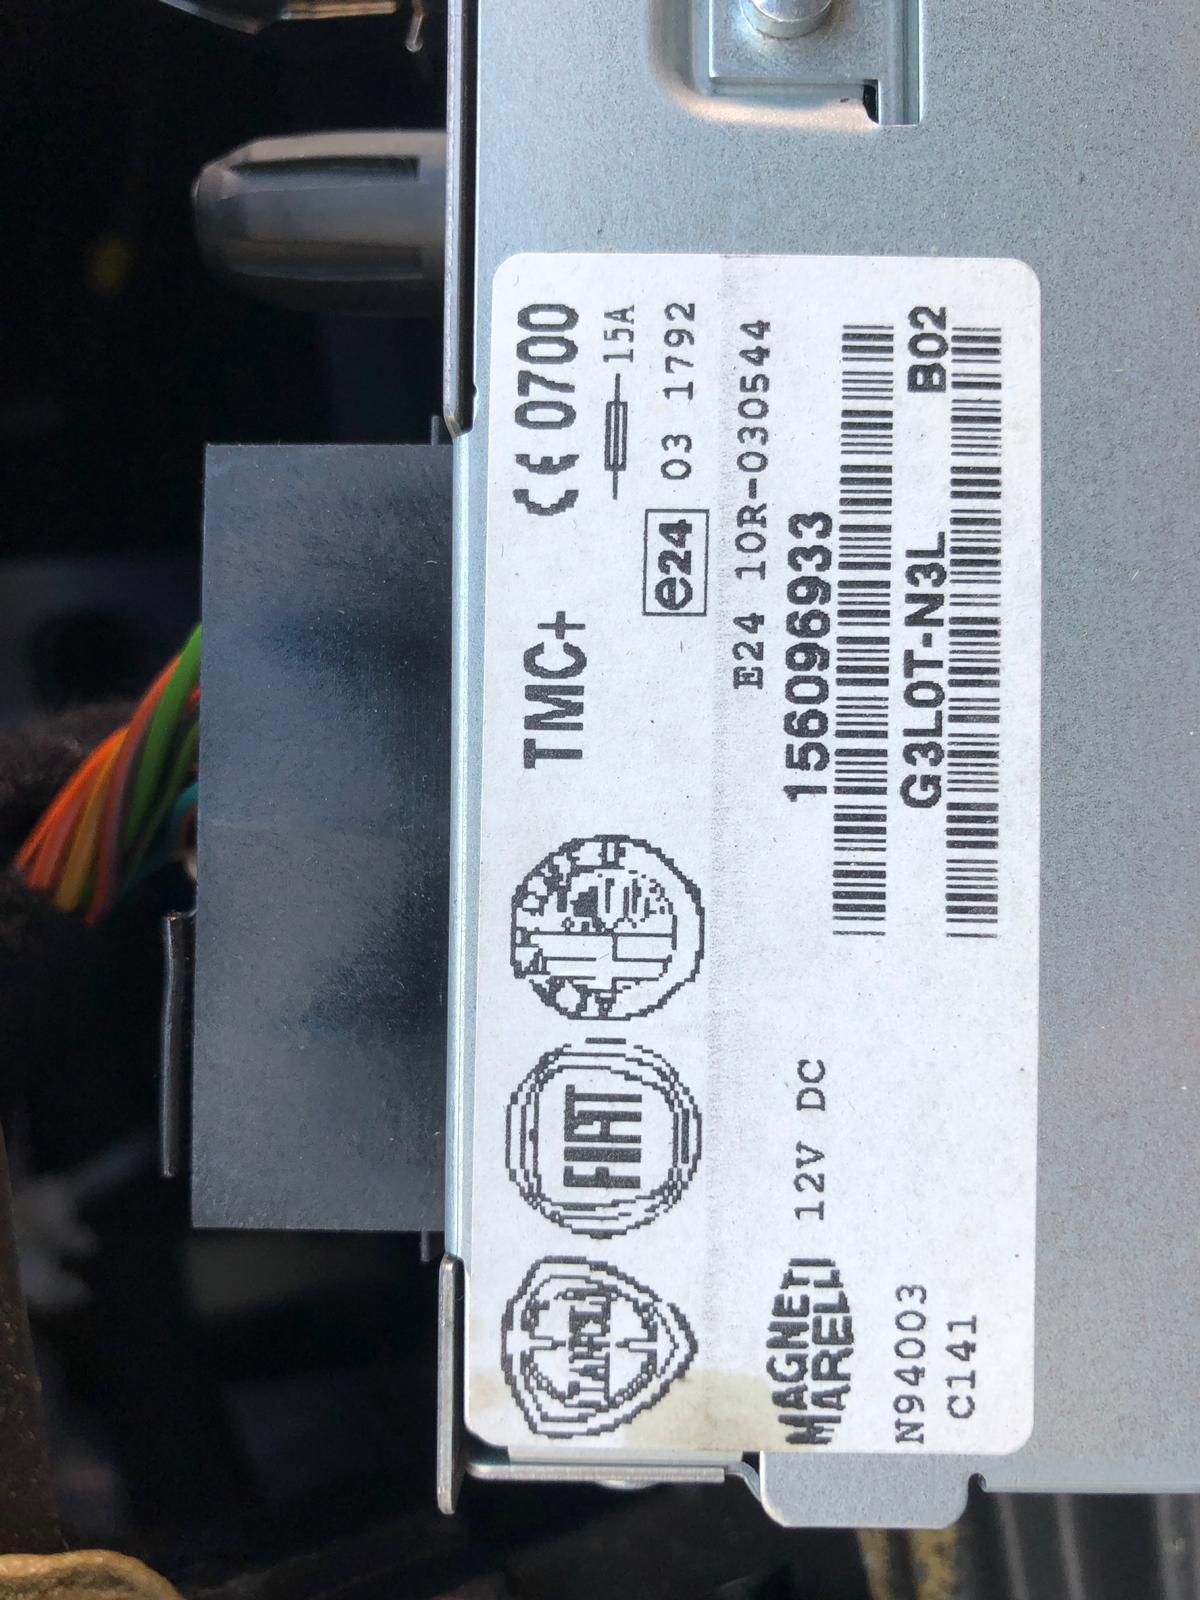 LANCIA
FIAT
TMC+
CE 0700
15A
e24 03 1792
E24 10R-030544
MAGNETI
MARELLI
12V DC
156096933
N94003
C141
G3L0T-N3L
B02